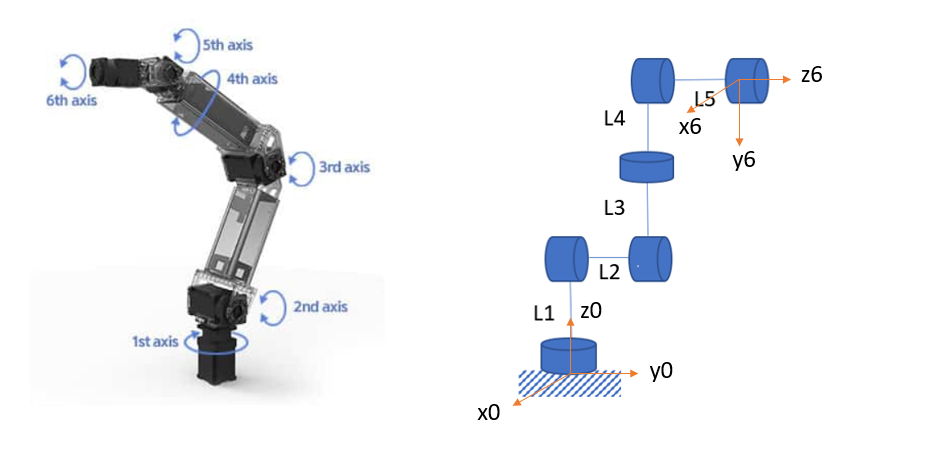 5th axis
4th axis
6th axis
3rd axis
2nd axis
1st axis
z6
L5
x6
y6
L4
L3
L2
L1
z0
y0
x0